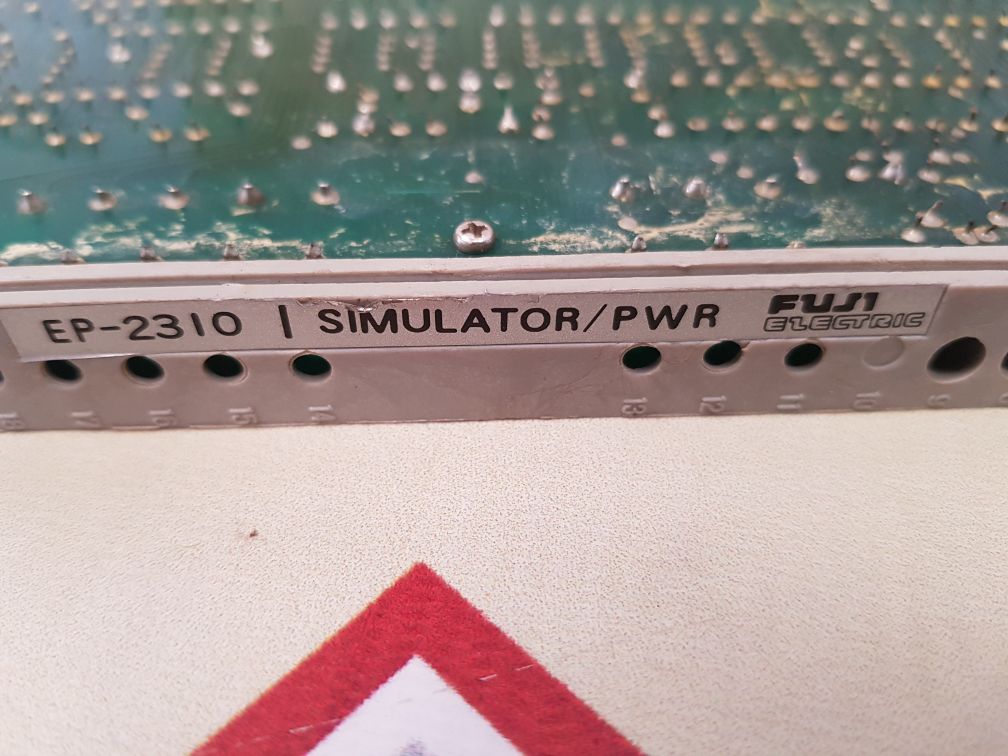 EP-2310 | SIMULATOR/PWR FUJI ELECTRIC
18 17 16 15 14 13 12 11 10 9